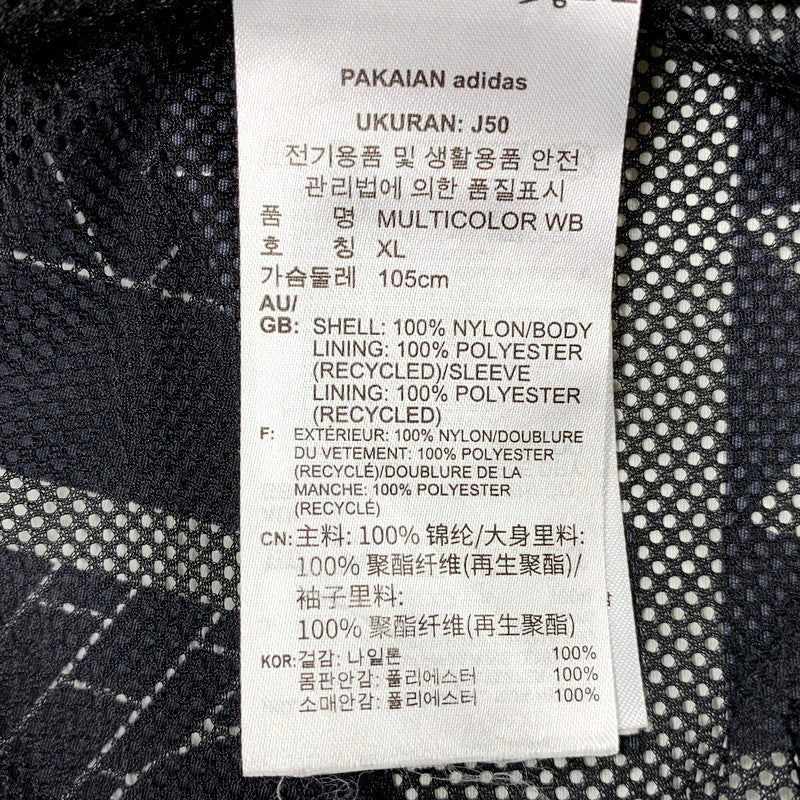 PAKAIAN adidas
UKURAN: J50
전기용품 및 생활용품 안전
관리법에 의한 품질표시
품 명 MULTICOLOR WB
호 칭 XL
가슴둘레 105cm
AU/
GB: SHELL: 100% NYLON/BODY
LINING: 100% POLYESTER
(RECYCLED)/SLEEVE
LINING: 100% POLYESTER
(RECYCLED)
F: EXTÉRIEUR: 100% NYLON/DOUBLURE
DU VETEMENT: 100% POLYESTER
(RECYCLÉ)/DOUBLURE DE LA
MANCHE: 100% POLYESTER
(RECYCLÉ)
CN: 主料: 100% 锦纶/大身里料:
100% 聚酯纤维(再生聚酯)/
袖子里料:
100% 聚酯纤维(再生聚酯)
KOR: 겉감: 나일론 100%
몸판안감: 폴리에스터 100%
소매안감: 폴리에스터 100%